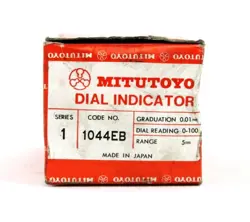 MITUTOYO
DIAL INDICATOR
SERIES 1
CODE NO. 1044EB
GRADUATION 0.01mm
DIAL READING: 0-100
RANGE 5mm
MADE IN JAPAN
MITUTOYO